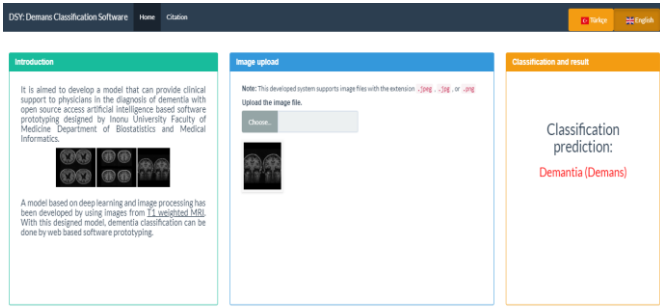 DSY: Demans Classification Software Home Citation
Türkçe English
Introduction
It is aimed to develop a model that can provide clinical
support to physicians in the diagnosis of dementia with
open source access artificial intelligence based software
prototyping designed by Inonu University Faculty of
Medicine Department of Biostatistics and Medical
Informatics.
A model based on deep learning and image processing has
been developed by using images from T1 weighted MRI.
With this designed model, dementia classification can be
done by web based software prototyping.
Image upload
Note: This developed system supports image files with the extension .jpeg , .jpg , or .png
Upload the image file.
Choose..
Classification and result
Classification
prediction:
Demantia (Demans)